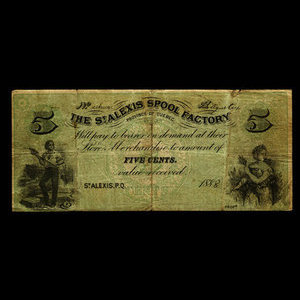 THE ST ALEXIS SPOOL FACTORY
PROVINCE OF QUEBEC
5 Will pay to bearer on demand at their 5
Store Merchandise to amount of
FIVE CENTS.
value received
ST ALEXIS, P.Q. 1882